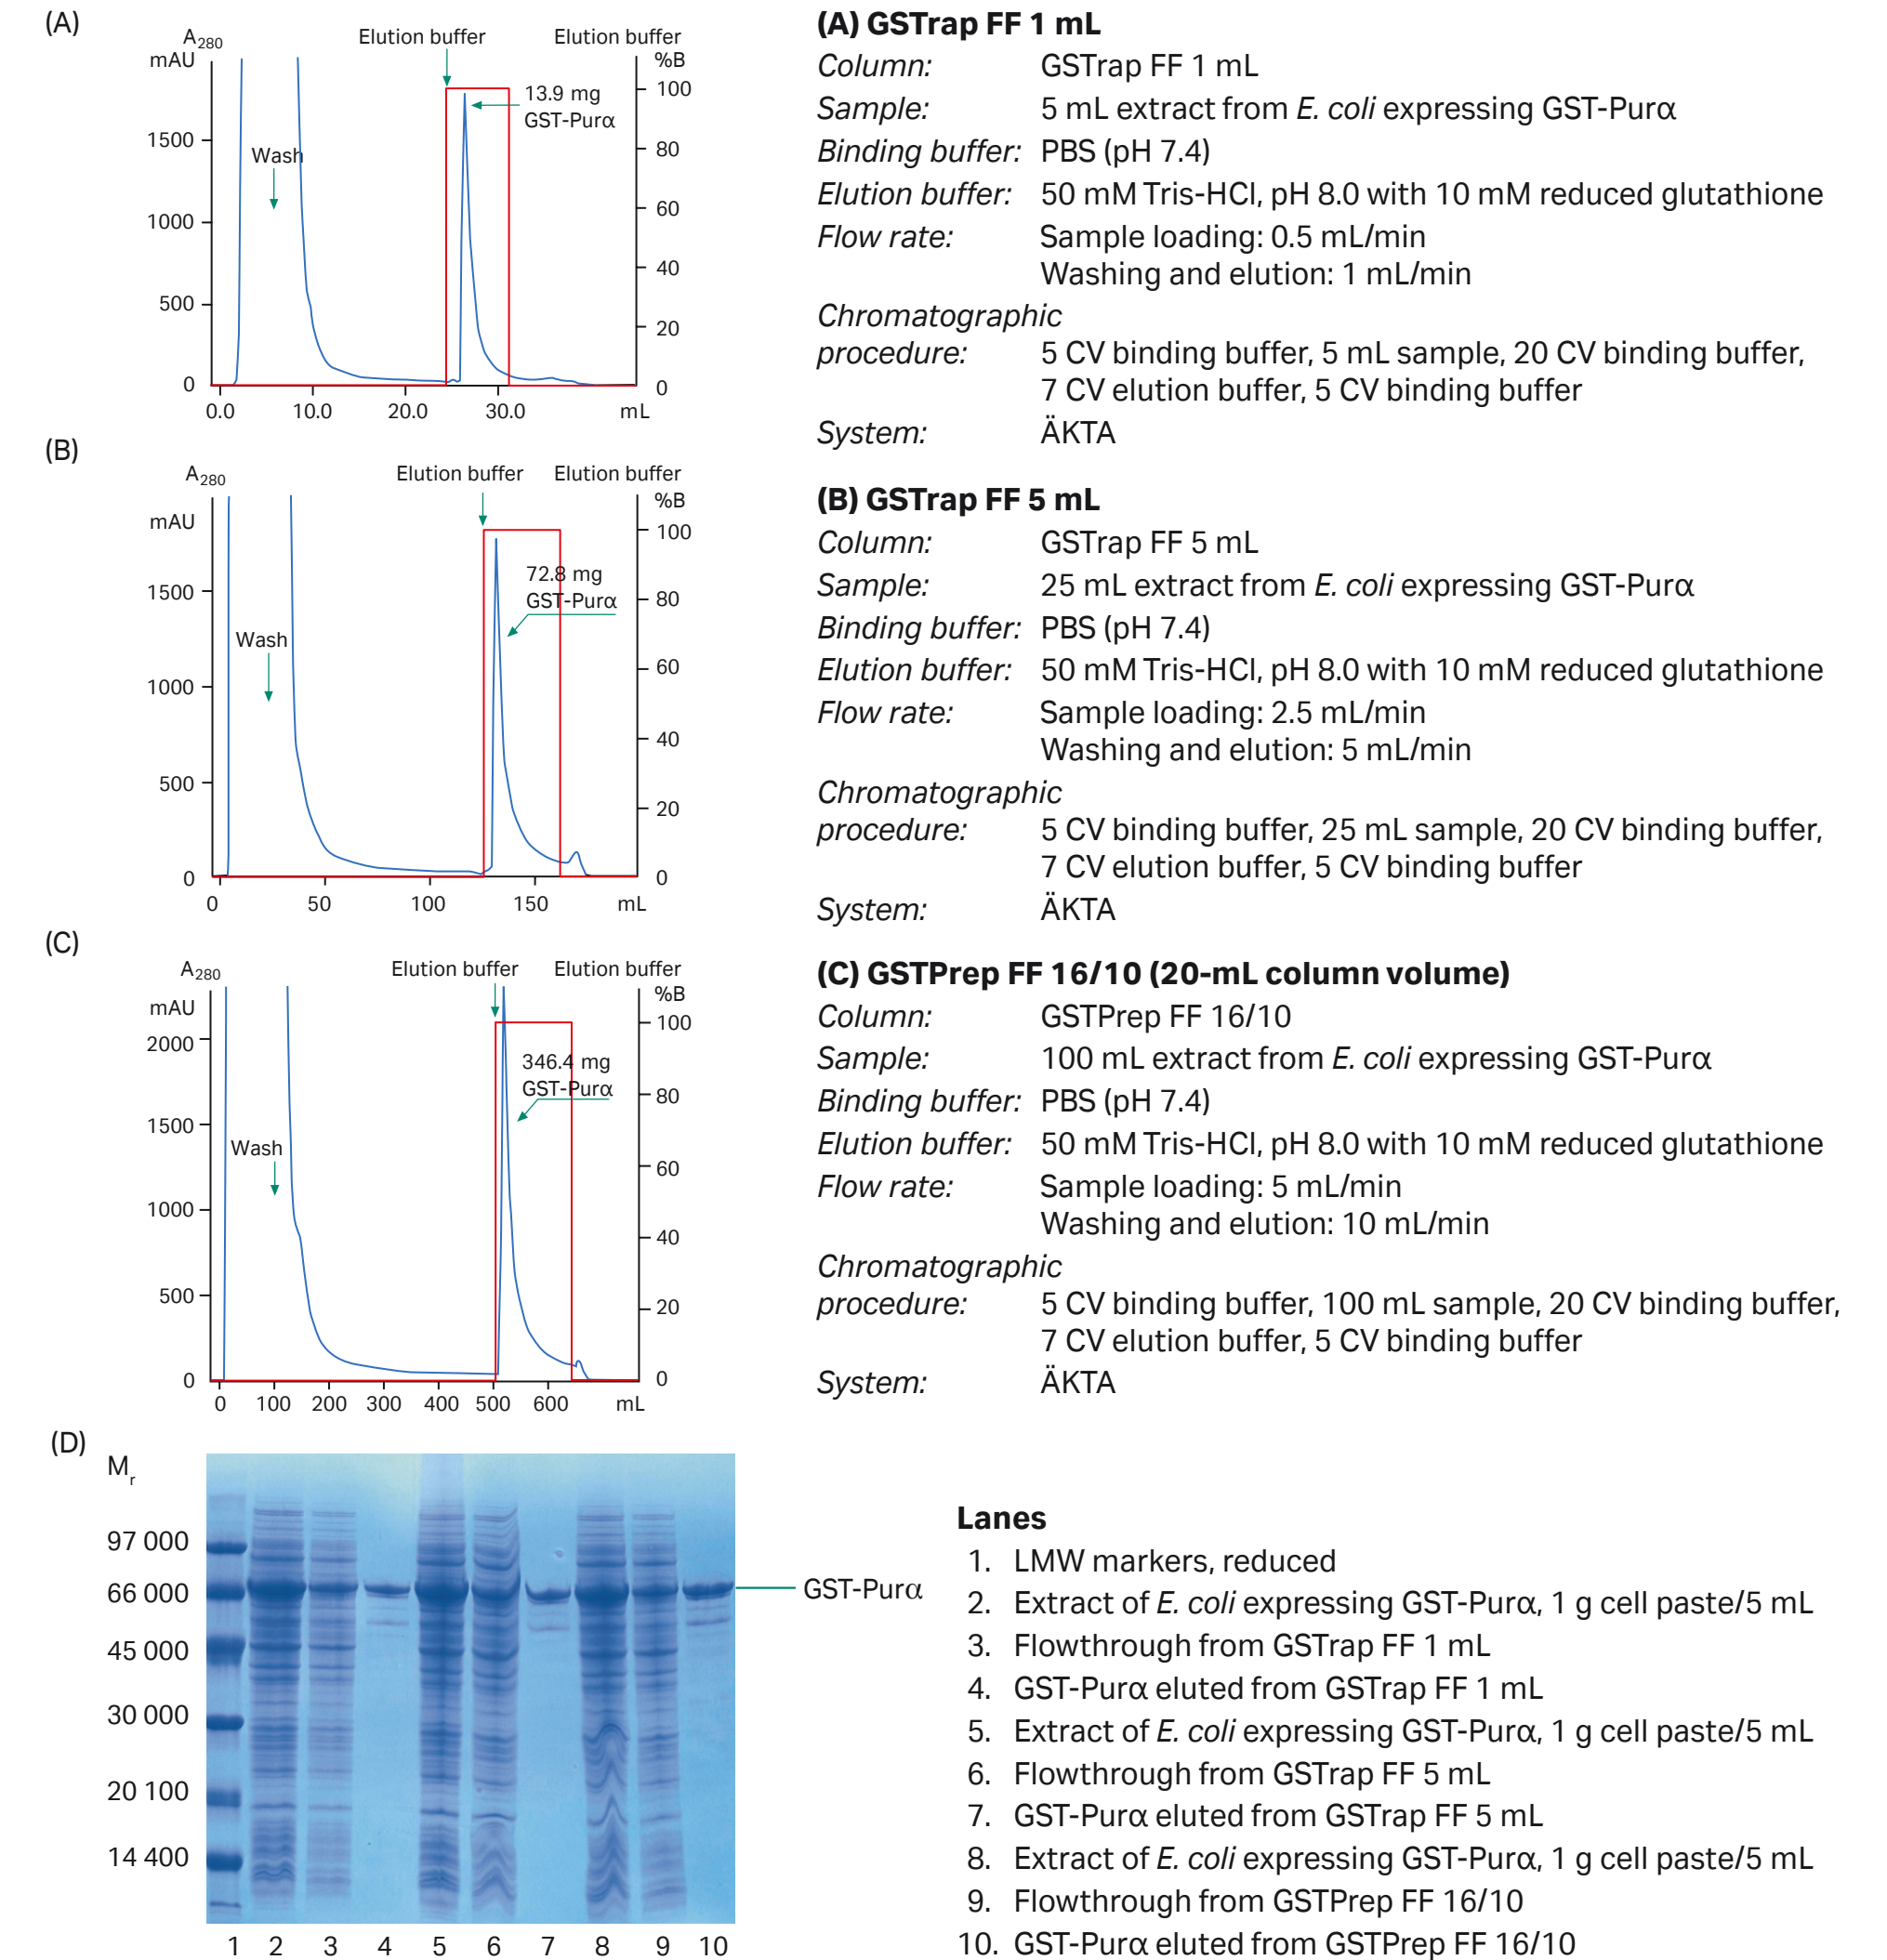 (A)
A280
mAU
Elution buffer
Elution buffer
%B
13.9 mg
GST-Purα
Wash
1500
1000
500
0
100
80
60
40
20
0
0.0 10.0 20.0 30.0 mL
(A) GSTrap FF 1 mL
Column: GSTrap FF 1 mL
Sample: 5 mL extract from E. coli expressing GST-Purα
Binding buffer: PBS (pH 7.4)
Elution buffer: 50 mM Tris-HCl, pH 8.0 with 10 mM reduced glutathione
Flow rate: Sample loading: 0.5 mL/min
Washing and elution: 1 mL/min
Chromatographic
procedure: 5 CV binding buffer, 5 mL sample, 20 CV binding buffer,
7 CV elution buffer, 5 CV binding buffer
System: ÄKTA
(B)
A280
mAU
Elution buffer
Elution buffer
%B
72.8 mg
GST-Purα
Wash
1500
1000
500
0
100
80
60
40
20
0
0 50 100 150 mL
(B) GSTrap FF 5 mL
Column: GSTrap FF 5 mL
Sample: 25 mL extract from E. coli expressing GST-Purα
Binding buffer: PBS (pH 7.4)
Elution buffer: 50 mM Tris-HCl, pH 8.0 with 10 mM reduced glutathione
Flow rate: Sample loading: 2.5 mL/min
Washing and elution: 5 mL/min
Chromatographic
procedure: 5 CV binding buffer, 25 mL sample, 20 CV binding buffer,
7 CV elution buffer, 5 CV binding buffer
System: ÄKTA
(C)
A280
mAU
Elution buffer
Elution buffer
%B
346.4 mg
GST-Purα
Wash
2000
1500
1000
500
0
100
80
60
40
20
0
0 100 200 300 400 500 600 mL
(C) GSTPrep FF 16/10 (20-mL column volume)
Column: GSTPrep FF 16/10
Sample: 100 mL extract from E. coli expressing GST-Purα
Binding buffer: PBS (pH 7.4)
Elution buffer: 50 mM Tris-HCl, pH 8.0 with 10 mM reduced glutathione
Flow rate: Sample loading: 5 mL/min
Washing and elution: 10 mL/min
Chromatographic
procedure: 5 CV binding buffer, 100 mL sample, 20 CV binding buffer,
7 CV elution buffer, 5 CV binding buffer
System: ÄKTA
(D)
Mr
97 000
66 000
45 000
30 000
20 100
14 400
GST-Purα
1 2 3 4 5 6 7 8 9 10
Lanes
1. LMW markers, reduced
2. Extract of E. coli expressing GST-Purα, 1 g cell paste/5 mL
3. Flowthrough from GSTrap FF 1 mL
4. GST-Purα eluted from GSTrap FF 1 mL
5. Extract of E. coli expressing GST-Purα, 1 g cell paste/5 mL
6. Flowthrough from GSTrap FF 5 mL
7. GST-Purα eluted from GSTrap FF 5 mL
8. Extract of E. coli expressing GST-Purα, 1 g cell paste/5 mL
9. Flowthrough from GSTPrep FF 16/10
10. GST-Purα eluted from GSTPrep FF 16/10